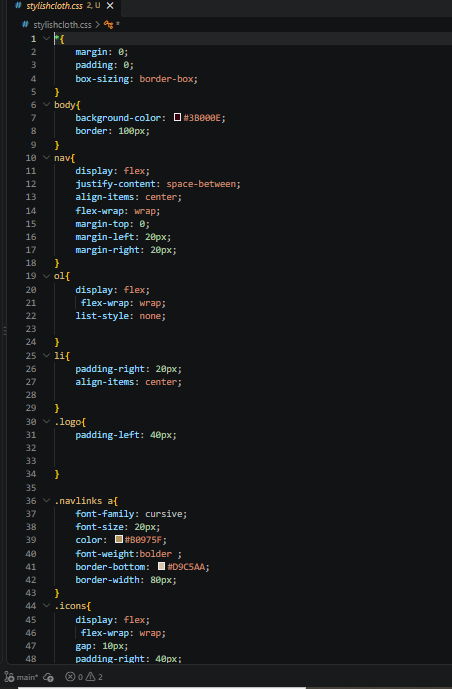 # stylishcloth.css 2, U ×
# stylishcloth.css > *
1 *{
2 margin: 0;
3 padding: 0;
4 box-sizing: border-box;
5 }
6 body{
7 background-color: #3B000E;
8 border: 100px;
9 }
10 nav{
11 display: flex;
12 justify-content: space-between;
13 align-items: center;
14 flex-wrap: wrap;
15 margin-top: 0;
16 margin-left: 20px;
17 margin-right: 20px;
18 }
19 ol{
20 display: flex;
21 flex-wrap: wrap;
22 list-style: none;
23
24 }
25 li{
26 padding-right: 20px;
27 align-items: center;
28
29 }
30 .logo{
31 padding-left: 40px;
32
33
34 }
35
36 .navlinks a{
37 font-family: cursive;
38 font-size: 20px;
39 color: #B0975F;
40 font-weight:bolder ;
41 border-bottom: #D9C5AA;
42 border-width: 80px;
43 }
44 .icons{
45 display: flex;
46 flex-wrap: wrap;
47 gap: 10px;
48 padding-right: 40px;
main* 0 2